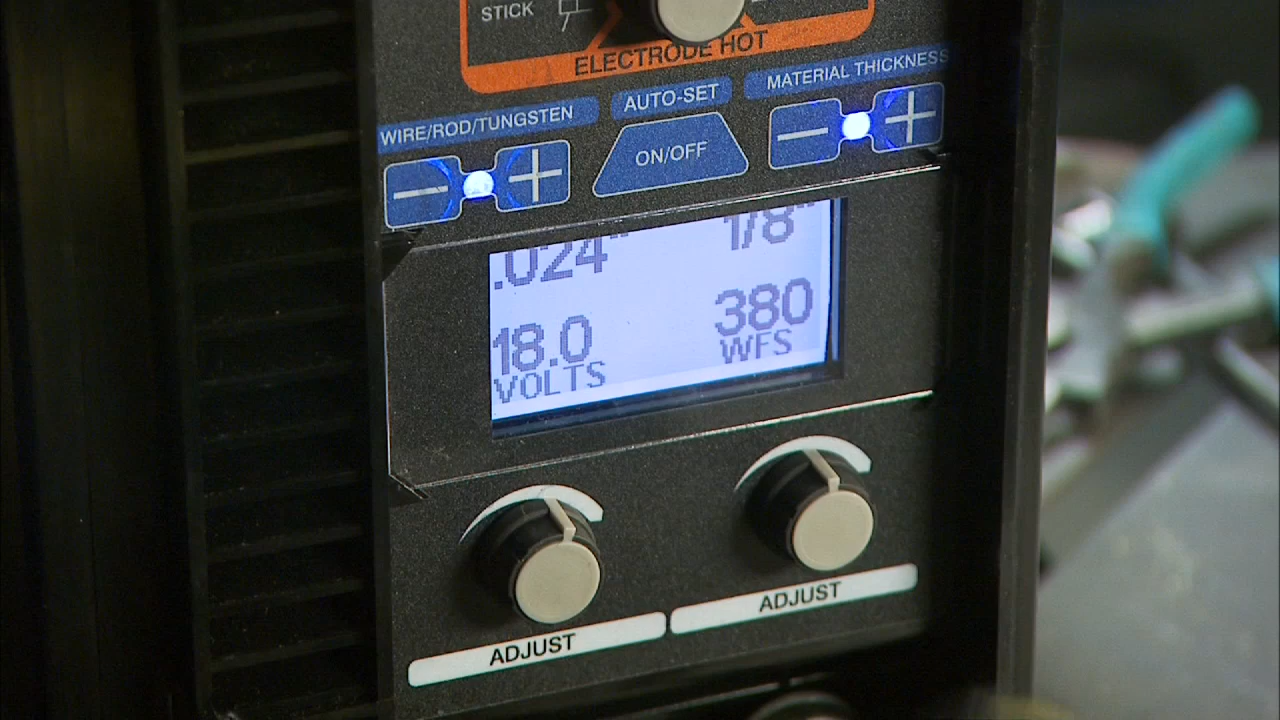 STICK
ELECTRODE HOT
WIRE/ROD/TUNGSTEN
AUTO-SET
MATERIAL THICKNESS
ON/OFF
.024"
1/8"
18.0
380
VOLTS
WFS
ADJUST
ADJUST